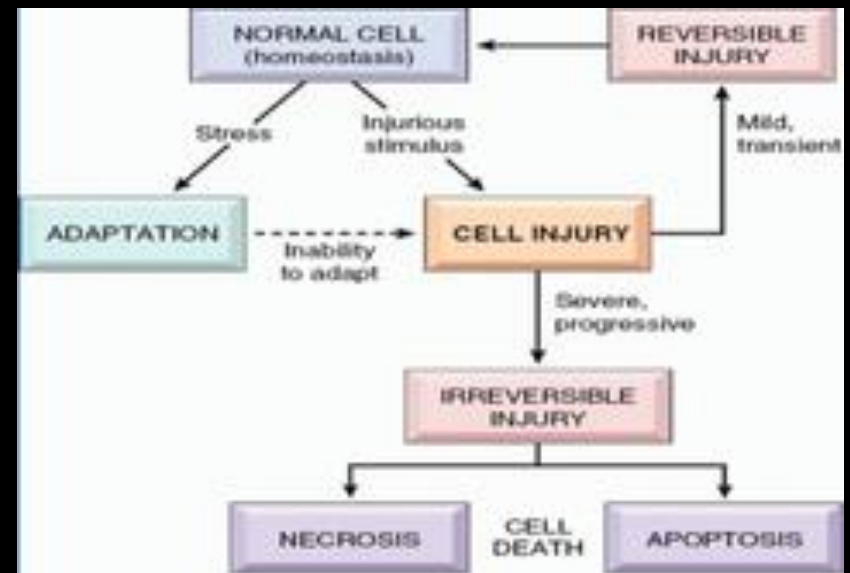 NORMAL CELL
(homeostasis)
REVERSIBLE
INJURY
Stress
Injurious
stimulus
Mild,
transient
ADAPTATION
Inability
to adapt
CELL INJURY
Severe,
progressive
IRREVERSIBLE
INJURY
NECROSIS
CELL
DEATH
APOPTOSIS